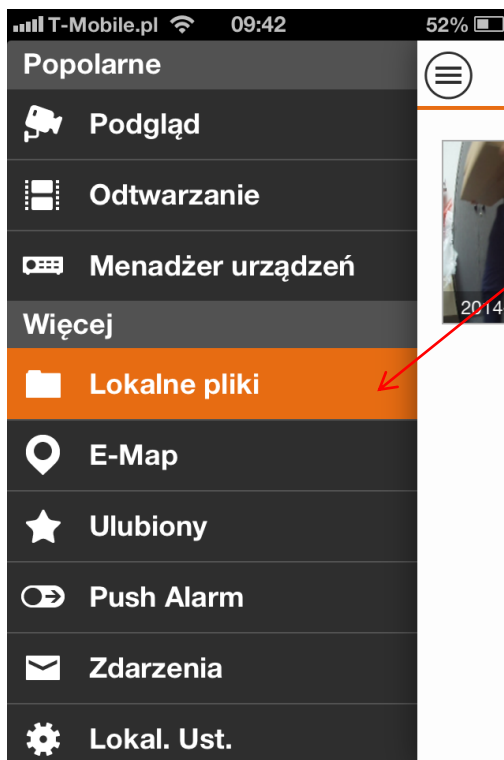 T-Mobile.pl 09:42 52%
Popolarne
Podgląd
Odtwarzanie
Menadżer urządzeń
Więcej
Lokalne pliki
2014
E-Map
Ulubiony
Push Alarm
Zdarzenia
Lokal. Ust.